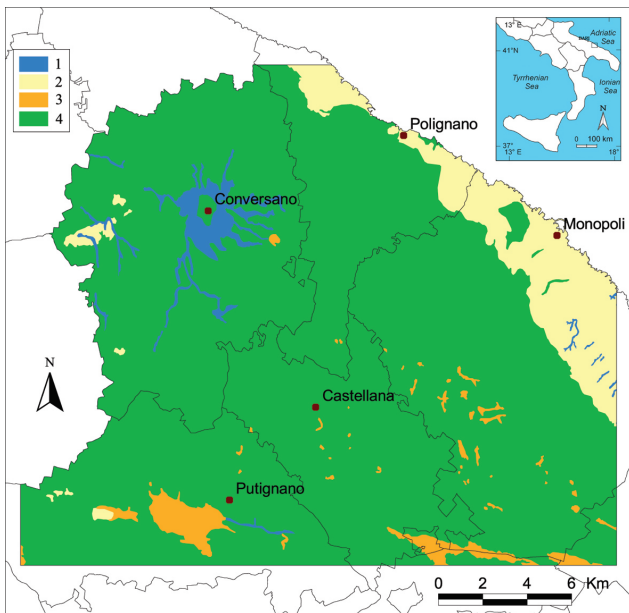 1
2
3
4
13° E
41°N
Adriatic
Sea
Tyrrhenian
Sea
Ionian
Sea
N
0 100 km
37°
13°
18°
Polignano
Conversano
Monopoli
N
Castellana
Putignano
0 2 4 6 Km